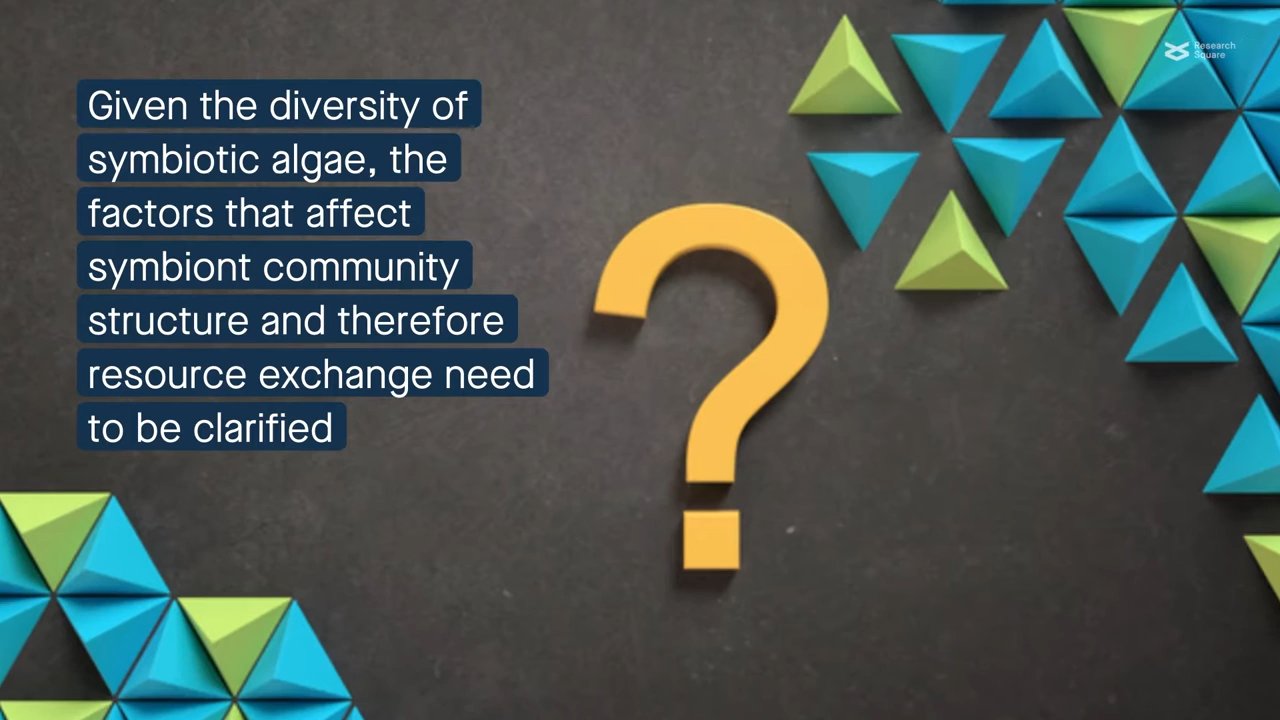 Given the diversity of
symbiotic algae, the
factors that affect
symbiont community
structure and therefore
resource exchange need
to be clarified
Research
Square